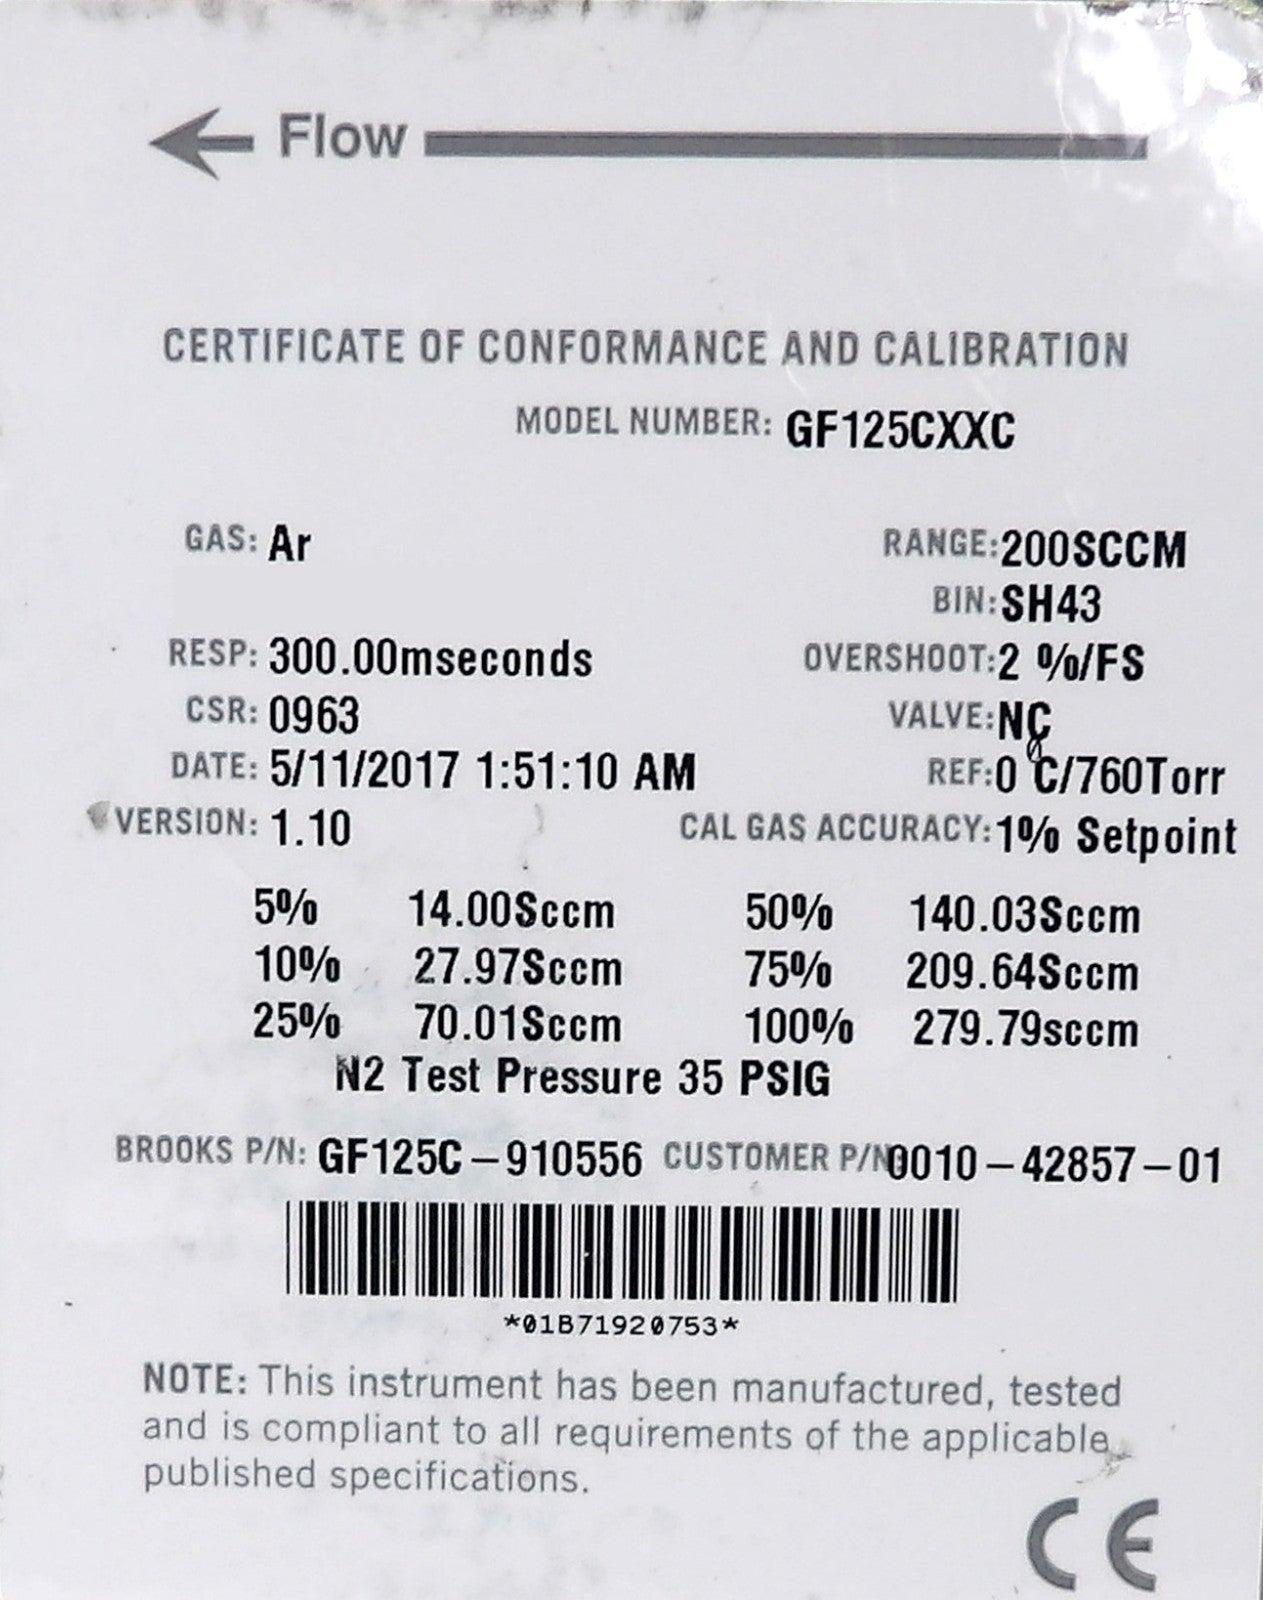 Flow
CERTIFICATE OF CONFORMANCE AND CALIBRATION
MODEL NUMBER: GF125CXXC
GAS: Ar
RANGE:200SCCM
BIN:SH43
RESP: 300.00mseconds
OVERSHOOT:2 %/FS
CSR: 0963
VALVE:NC
DATE: 5/11/2017 1:51:10 AM
REF:0 °C/760Torr
VERSION: 1.10
CAL GAS ACCURACY:1% Setpoint
5% 14.00Sccm 50% 140.03Sccm
10% 27.97Sccm 75% 209.64Sccm
25% 70.01Sccm 100% 279.79sccm
N2 Test Pressure 35 PSIG
BROOKS P/N: GF125C-910556 CUSTOMER P/N:0010-42857-01
*01B71920753*
NOTE: This instrument has been manufactured, tested
and is compliant to all requirements of the applicable
published specifications.
CE